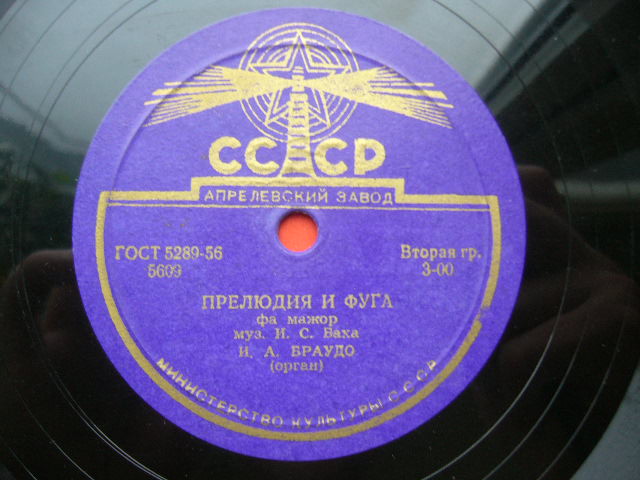 СССР
АПРЕЛЕВСКИЙ ЗАВОД
ГОСТ 5289-56
5609
Вторая гр.
3-00
ПРЕЛЮДИЯ И ФУГА
фа мажор
муз. И. С. Баха
И. А. БРАУДО
(орган)
МИНИСТЕРСТВО КУЛЬТУРЫ СССР